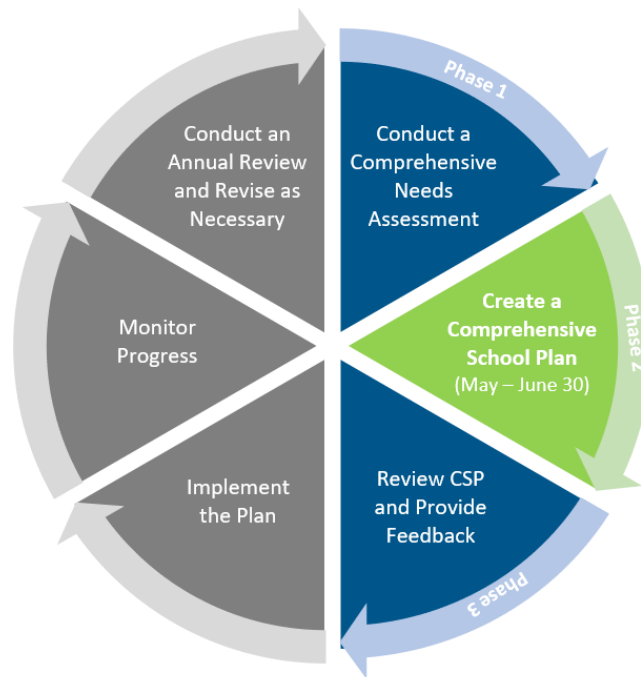 Phase 1
Conduct a
Comprehensive
Needs
Assessment
Phase 2
Create a
Comprehensive
School Plan
(May – June 30)
Phase 3
Review CSP
and Provide
Feedback
Implement
the Plan
Monitor
Progress
Conduct an
Annual Review
and Revise as
Necessary